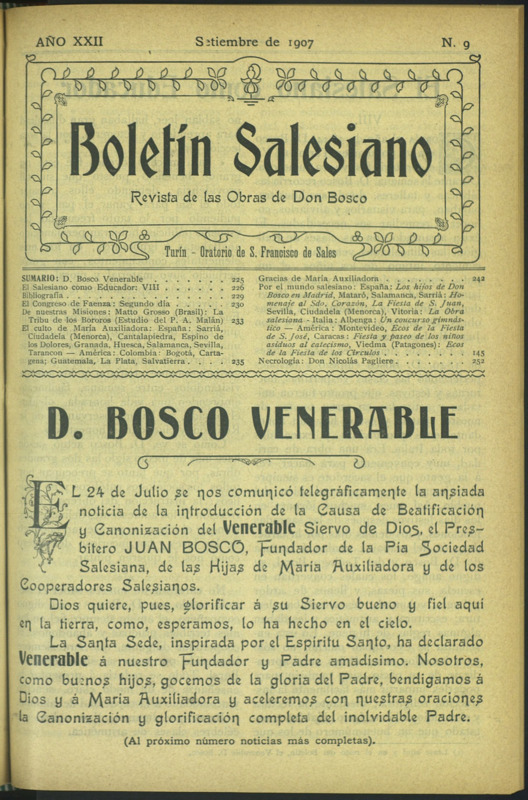 AÑO XXII Setiembre de 1907 N. 9
Boletín Salesiano
Revista de las Obras de Don Bosco
Turín - Oratorio de S. Francisco de Sales
SUMARIO: D. Bosco Venerable . . . . . . 225
El Salesiano como Educador: VIII . . . . . 226
Bibliografía . . . . . . . . . . . 229
El Congreso de Faenza: Segundo día . . . . 230
De nuestras Misiones: Matto Grosso (Brasil): La
Tribu de los Bororos (Estudio del P. A. Malán) 233
El culto de María Auxiliadora: España: Sarriá,
Ciudadela (Menorca), Cantalapiedra, Espino de
los Dolores, Granada, Huesca, Salamanca, Sevilla,
Tarancon — América: Colombia: Bogotá, Carta-
gena; Guatemala, La Plata, Salvatierra . . . . 235
Gracias de María Auxiliadora . . . . . . 242
Por el mundo salesiano: España: Los hijos de Don
Bosco en Madrid, Mataró, Salamanca, Sarriá: Ho-
menaje al Sdo. Corazón, La Fiesta de S. Juan,
Sevilla, Ciudadela (Menorca), Vitoria: La Obra
salesiana - Italia: Albenga: Un concurso gimnás-
tico — América: Montevideo, Ecos de la Fiesta
de S. José, Caracas: Fiesta y paseo de los niños
asiduos al catecismo, Viedma (Patagones): Ecos
de la Fiesta de los Círculos . . . . . . . 145
Necrología: Don Nicolás Pagliere . . . . . 252
D. BOSCO VENERABLE
EL 24 de Julio se nos comunicó telegráficamente la ansiada
noticia de la introducción de la Causa de Beatificación
y Canonización del Venerable Siervo de Dios, el Pres-
bítero JUAN BOSCO, Fundador de la Pía Sociedad
Salesiana, de las Hijas de María Auxiliadora y de los
Cooperadores Salesianos.
Dios quiere, pues, glorificar á su Siervo bueno y fiel aquí
en la tierra, como, esperamos, lo ha hecho en el cielo.
La Santa Sede, inspirada por el Espíritu Santo, ha declarado
Venerable á nuestro Fundador y Padre amadísimo. Nosotros,
como buenos hijos, gocemos de la gloria del Padre, bendigamos á
Dios y á María Auxiliadora y aceleremos con nuestras oraciones
la Canonización y glorificación completa del inolvidable Padre.
(Al próximo número noticias más completas).